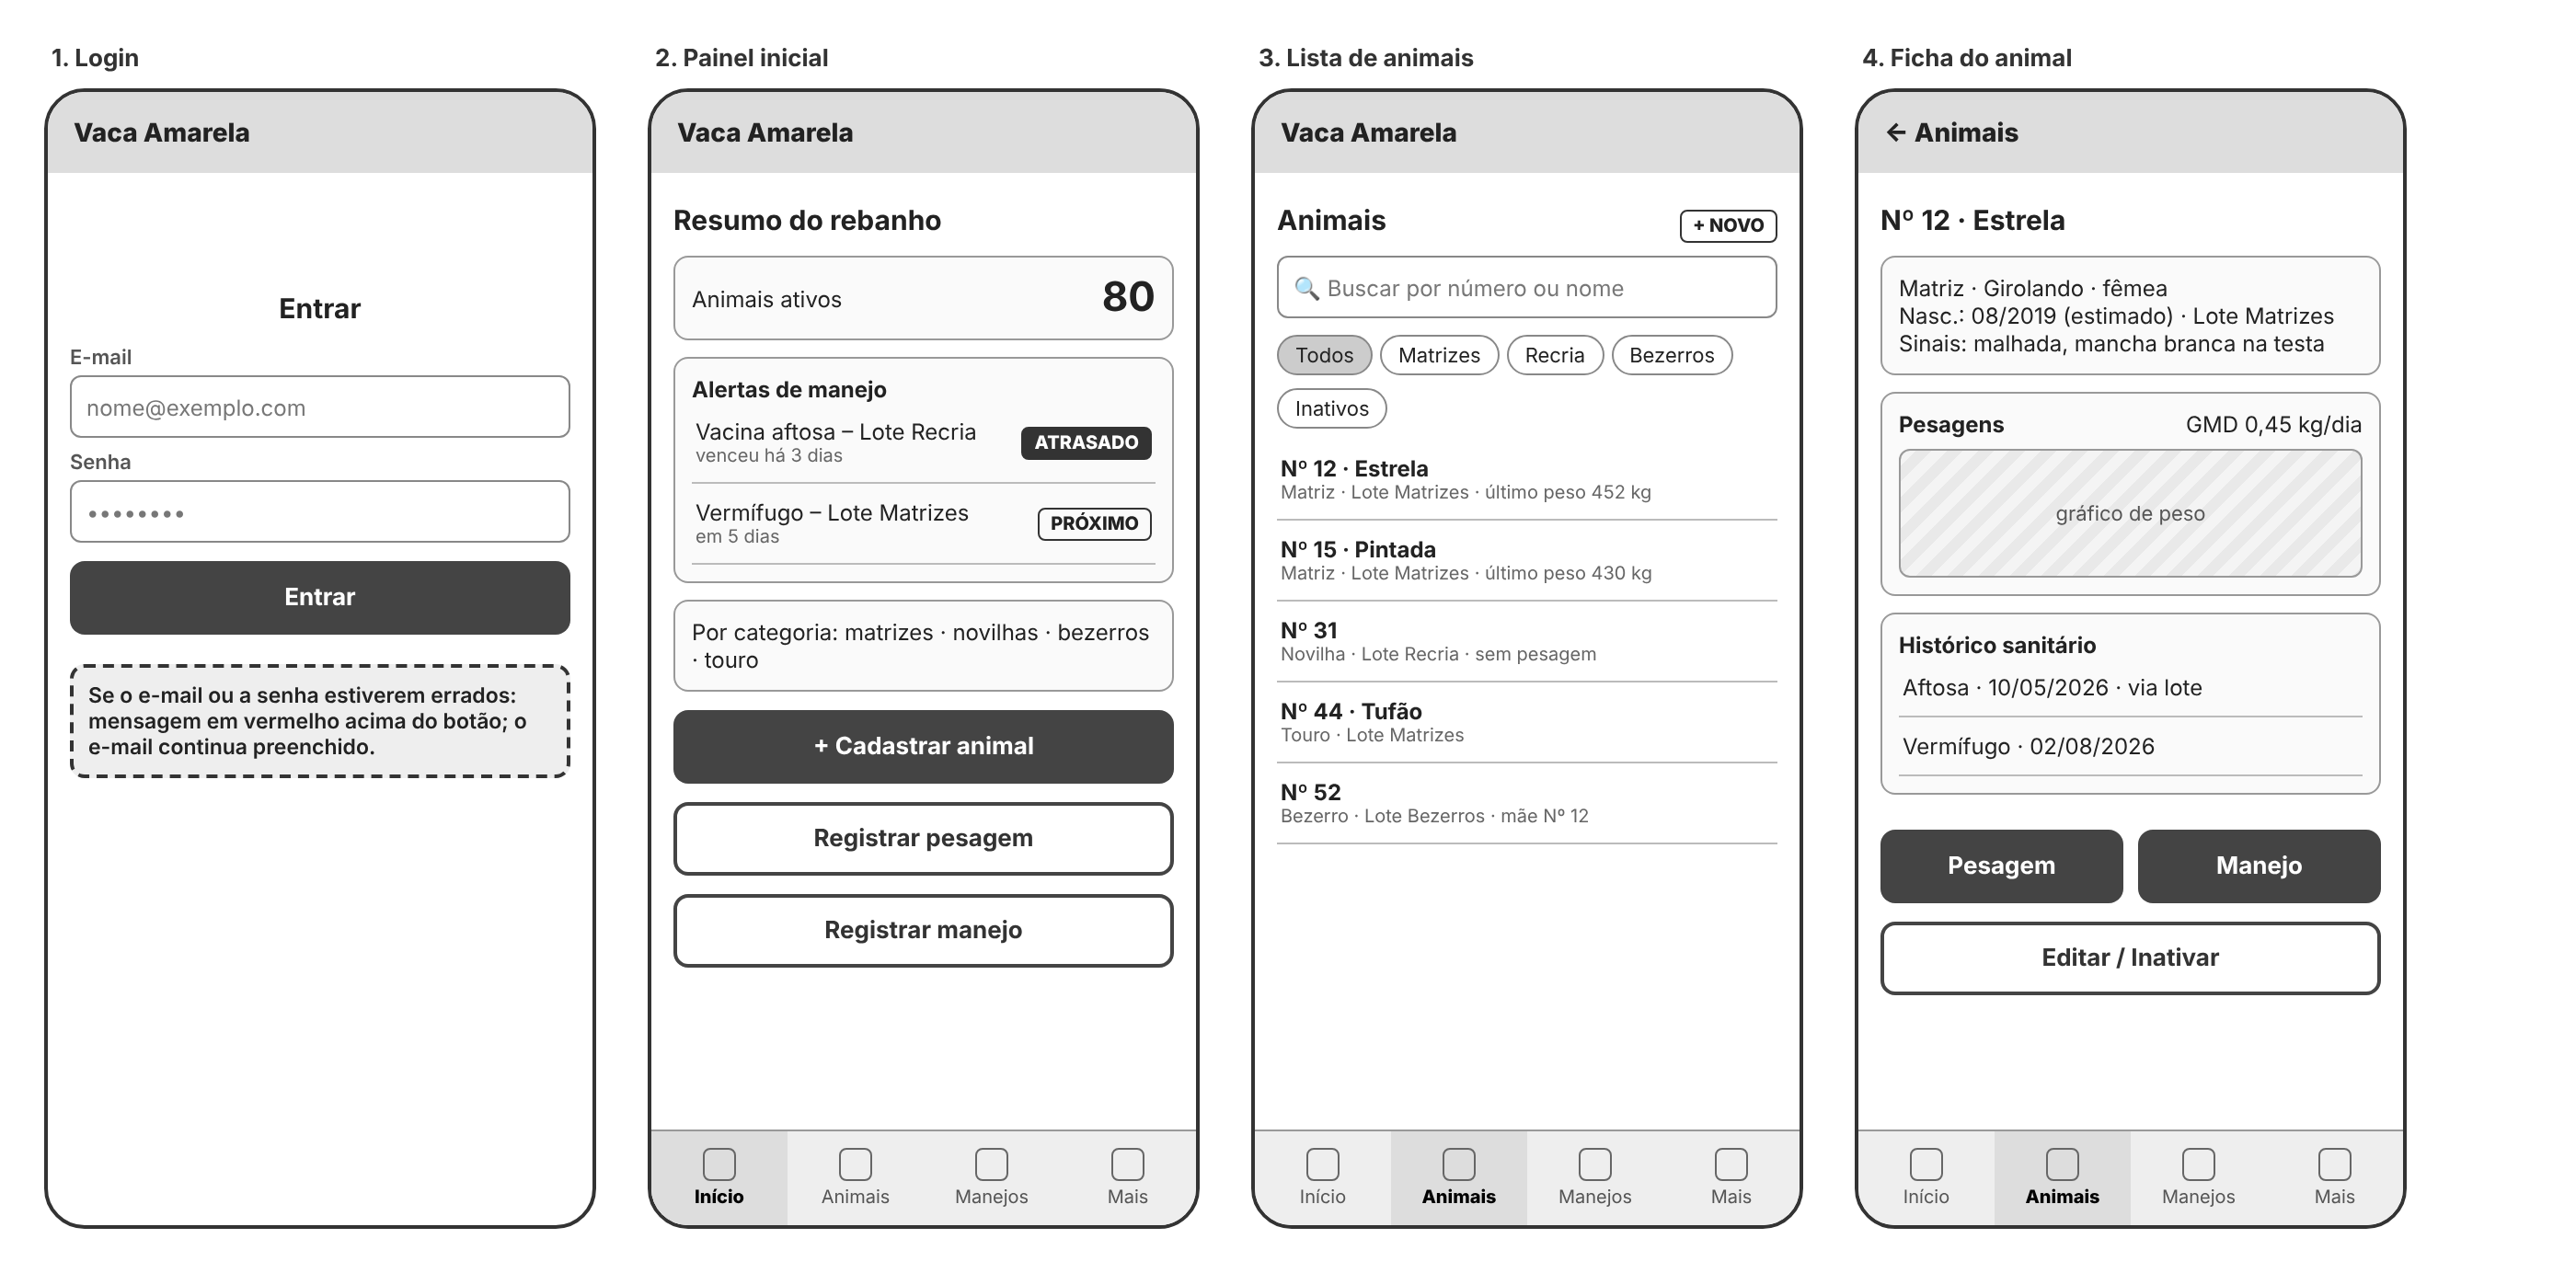 1. Login
Vaca Amarela
Entrar
E-mail
nome@exemplo.com
Senha
••••••••
Entrar
Se o e-mail ou a senha estiverem errados:
mensagem em vermelho acima do botão; o
e-mail continua preenchido.
2. Painel inicial
Vaca Amarela
Resumo do rebanho
Animais ativos 80
Alertas de manejo
Vacina aftosa – Lote Recria ATRASADO
venceu há 3 dias
Vermífugo – Lote Matrizes PRÓXIMO
em 5 dias
Por categoria: matrizes · novilhas · bezerros
· touro
+ Cadastrar animal
Registrar pesagem
Registrar manejo
Início Animais Manejos Mais
3. Lista de animais
Vaca Amarela
Animais + NOVO
🔍 Buscar por número ou nome
Todos Matrizes Recria Bezerros
Inativos
Nº 12 · Estrela
Matriz · Lote Matrizes · último peso 452 kg
Nº 15 · Pintada
Matriz · Lote Matrizes · último peso 430 kg
Nº 31
Novilha · Lote Recria · sem pesagem
Nº 44 · Tufão
Touro · Lote Matrizes
Nº 52
Bezerro · Lote Bezerros · mãe Nº 12
Início Animais Manejos Mais
4. Ficha do animal
← Animais
Nº 12 · Estrela
Matriz · Girolando · fêmea
Nasc.: 08/2019 (estimado) · Lote Matrizes
Sinais: malhada, mancha branca na testa
Pesagens GMD 0,45 kg/dia
gráfico de peso
Histórico sanitário
Aftosa · 10/05/2026 · via lote
Vermífugo · 02/08/2026
Pesagem Manejo
Editar / Inativar
Início Animais Manejos Mais